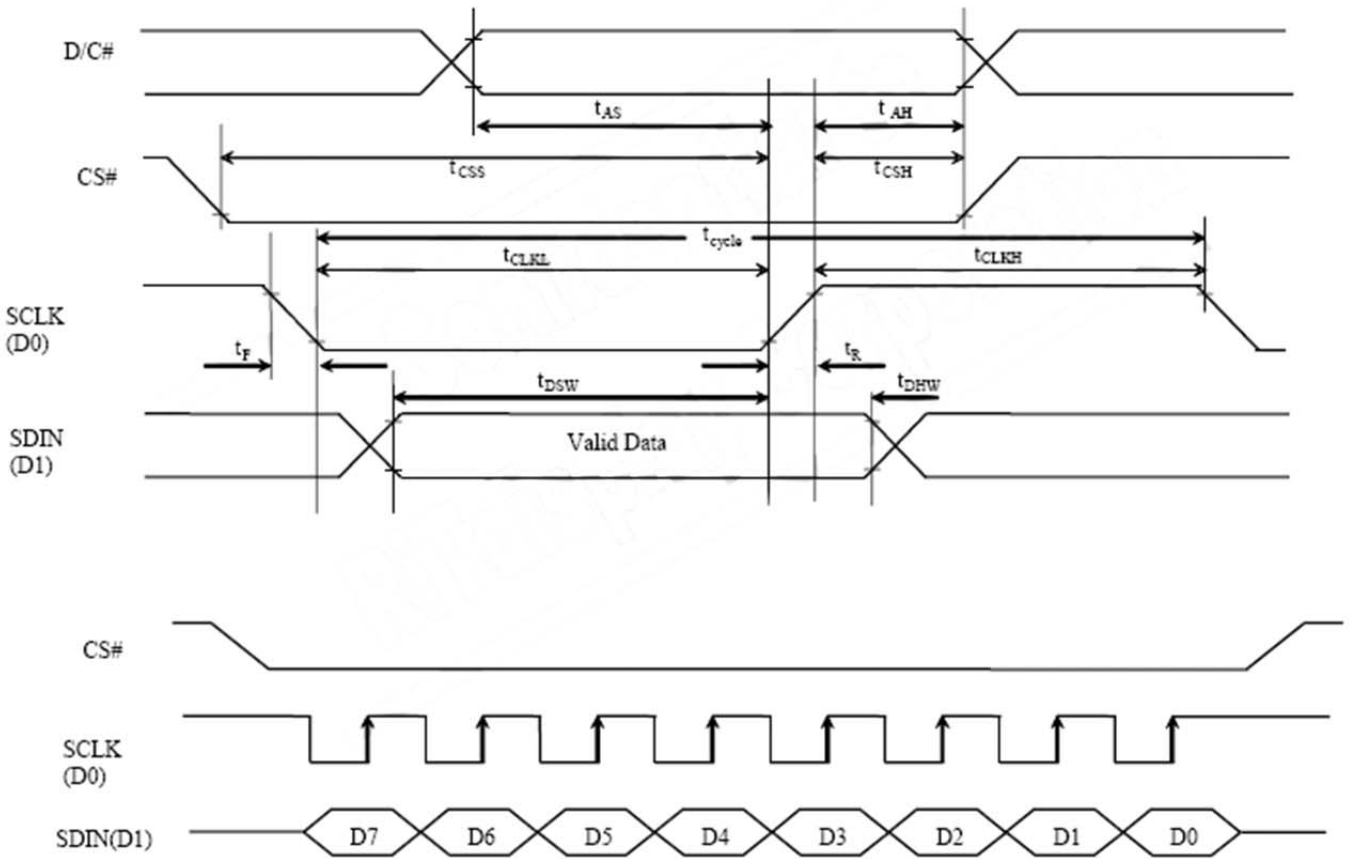 D/C#
tAS
tAH
CS#
tCSS
tCSH
tcycle
tCLKL
tCLKH
SCLK
(D0)
tF
tR
tDSW
tDHW
SDIN
(D1)
Valid Data
CS#
SCLK
(D0)
SDIN(D1)
D7
D6
D5
D4
D3
D2
D1
D0